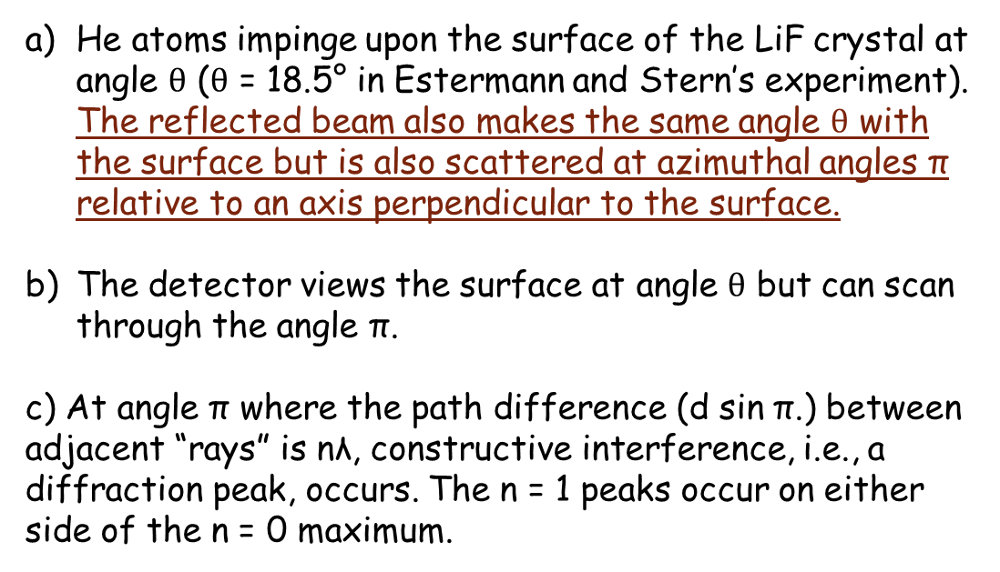 a) He atoms impinge upon the surface of the LiF crystal at
angle θ (θ = 18.5° in Estermann and Stern's experiment).
The reflected beam also makes the same angle θ with
the surface but is also scattered at azimuthal angles π
relative to an axis perpendicular to the surface.
b) The detector views the surface at angle θ but can scan
through the angle π.
c) At angle π where the path difference (d sin π.) between
adjacent “rays” is nλ, constructive interference, i.e., a
diffraction peak, occurs. The n = 1 peaks occur on either
side of the n = 0 maximum.